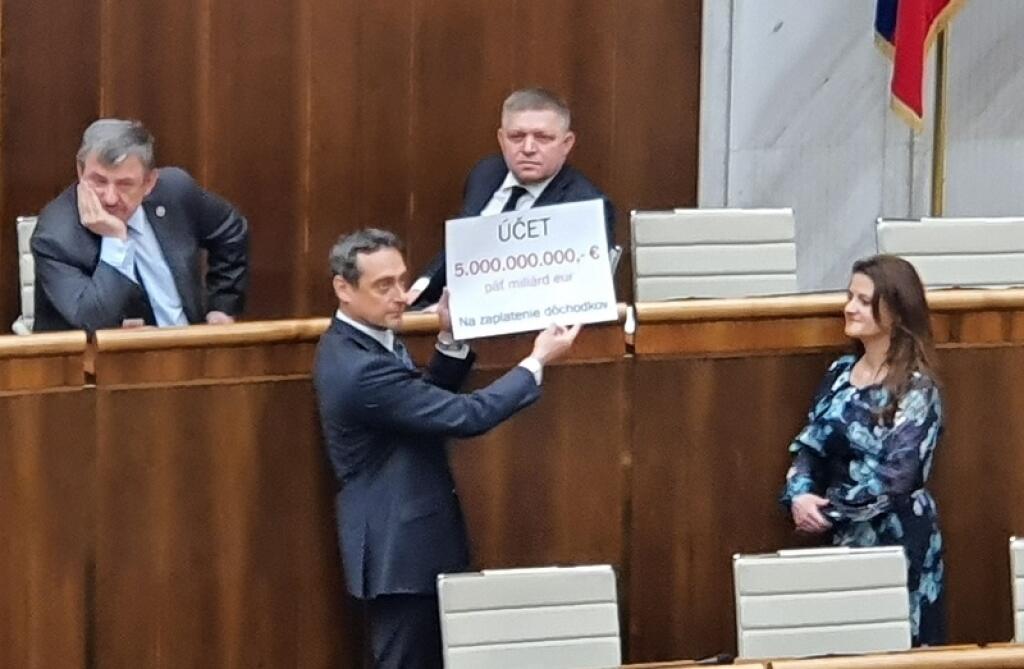 ÚČET
5.000.000.000,- €
päť miliárd eur
Na zaplatenie dôchodkov